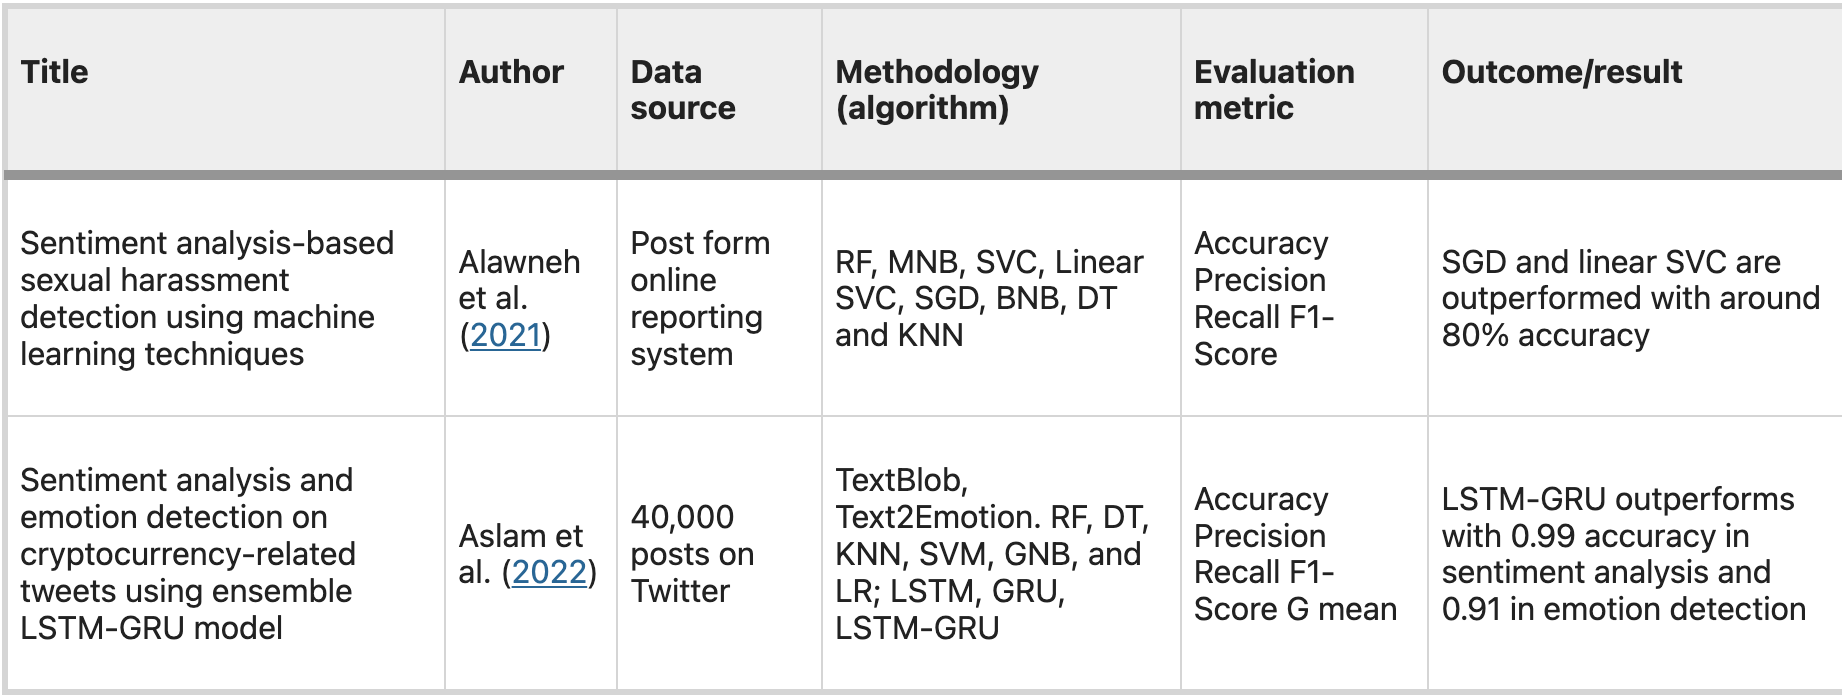 Title
Author
Data
source
Methodology
(algorithm)
Evaluation
metric
Outcome/result
Sentiment analysis-based
sexual harassment
detection using machine
learning techniques
Alawneh
et al.
(2021)
Post form
online
reporting
system
RF, MNB, SVC, Linear
SVC, SGD, BNB, DT
and KNN
Accuracy
Precision
Recall F1-
Score
SGD and linear SVC are
outperformed with around
80% accuracy
Sentiment analysis and
emotion detection on
cryptocurrency-related
tweets using ensemble
LSTM-GRU model
Aslam et
al. (2022)
40,000
posts on
Twitter
TextBlob,
Text2Emotion. RF, DT,
KNN, SVM, GNB, and
LR; LSTM, GRU,
LSTM-GRU
Accuracy
Precision
Recall F1-
Score G mean
LSTM-GRU outperforms
with 0.99 accuracy in
sentiment analysis and
0.91 in emotion detection